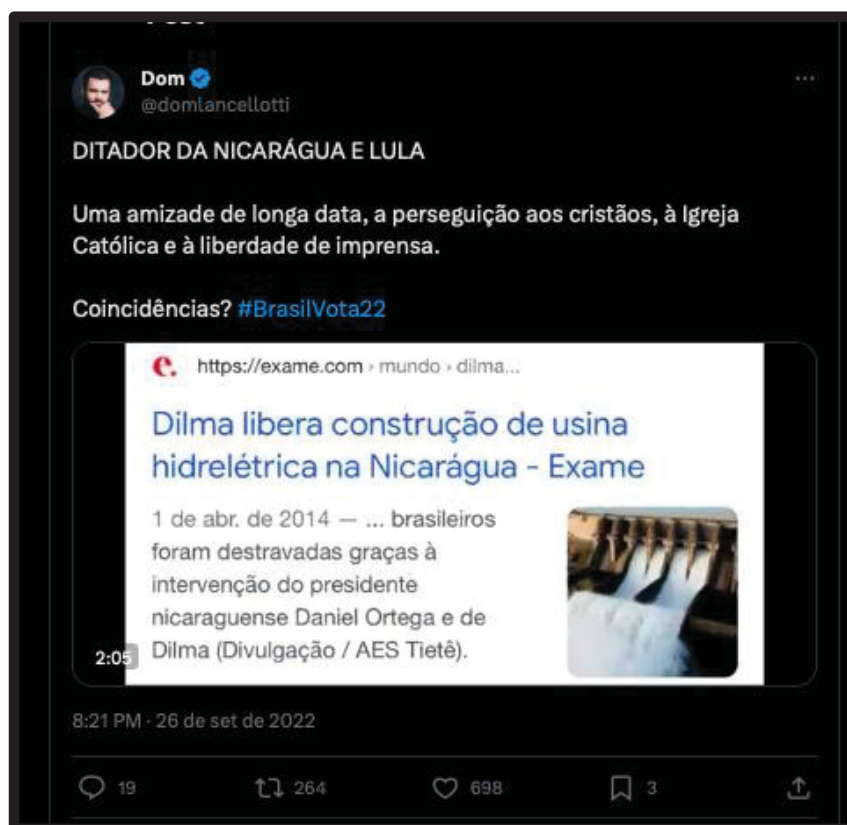 Dom
@domlancellotti
DITADOR DA NICARÁGUA E LULA
Uma amizade de longa data, a perseguição aos cristãos, à Igreja
Católica e à liberdade de imprensa.
Coincidências? #BrasilVota22
e. https://exame.com › mundo › dilma...
Dilma libera construção de usina
hidrelétrica na Nicarágua - Exame
1 de abr. de 2014 — ... brasileiros
foram destravadas graças à
intervenção do presidente
nicaraguense Daniel Ortega e de
Dilma (Divulgação / AES Tietê).
2:05
8:21 PM · 26 de set de 2022
19 264 698 3